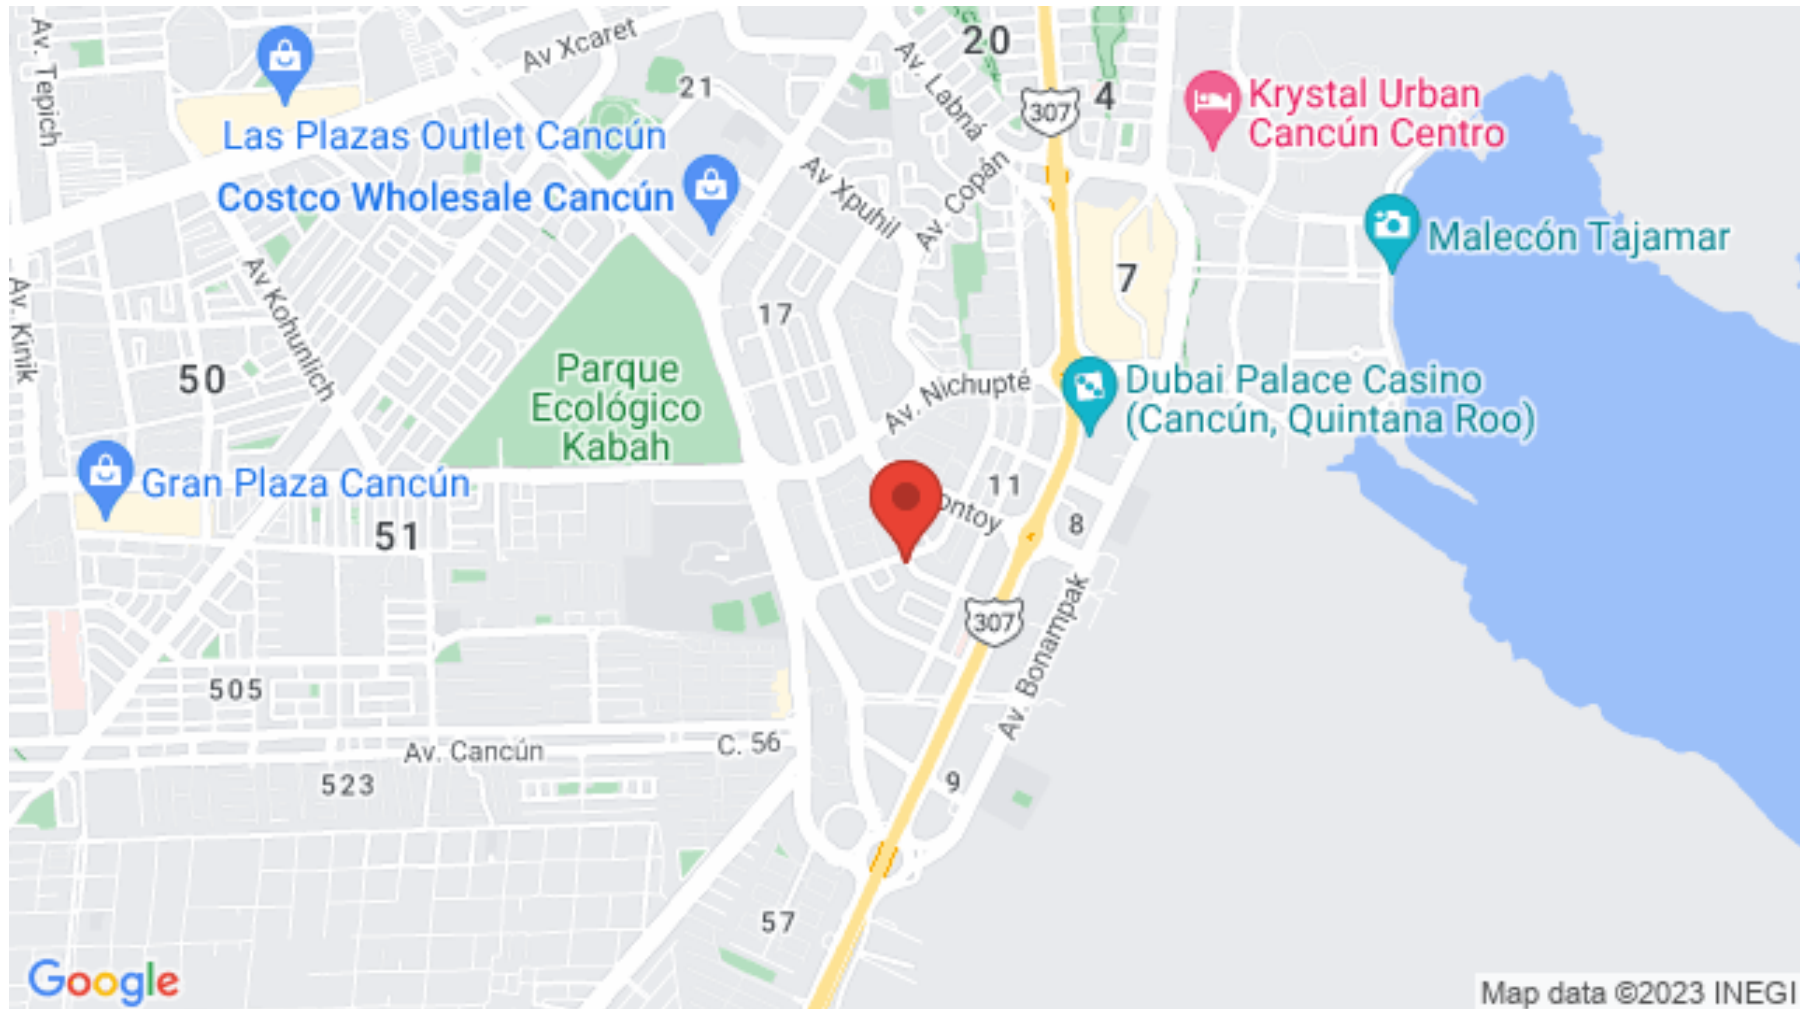 Av. Tepich
Av Xcaret
20
Av. Labná
307
4
21
Krystal Urban
Cancún Centro
Las Plazas Outlet Cancún
Costco Wholesale Cancún
Av Xpuhil
Av. Copán
Malecón Tajamar
7
Av. Kinik
Av Kohunlich
17
50
Parque
Ecológico
Kabah
Av. Nichupté
Dubai Palace Casino
(Cancún, Quintana Roo)
Gran Plaza Cancún
11
ontoy
8
51
307
Av. Bonampak
505
Av. Cancún
C. 56
523
9
57
Google
Map data ©2023 INEGI